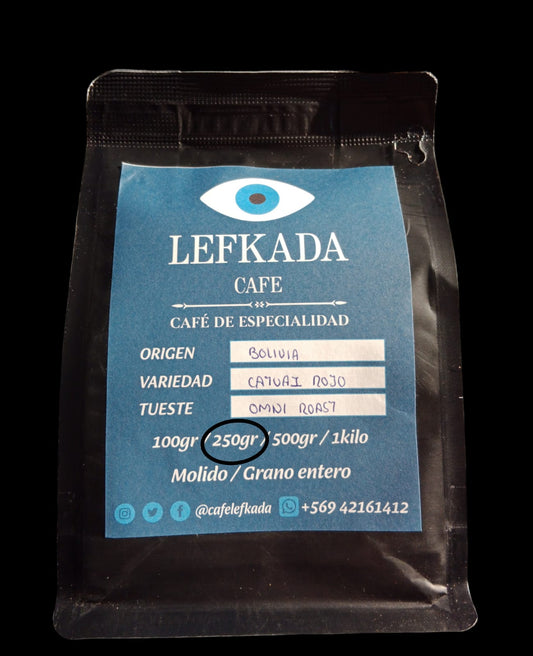 LEFKADA
CAFE
CAFÉ DE ESPECIALIDAD
ORIGEN BOLIVIA
VARIEDAD CATUAI ROJO
TUESTE OMNI ROAST
100gr / 250gr / 500gr / 1kilo
Molido / Grano entero
@cafelefkada +569 42161412